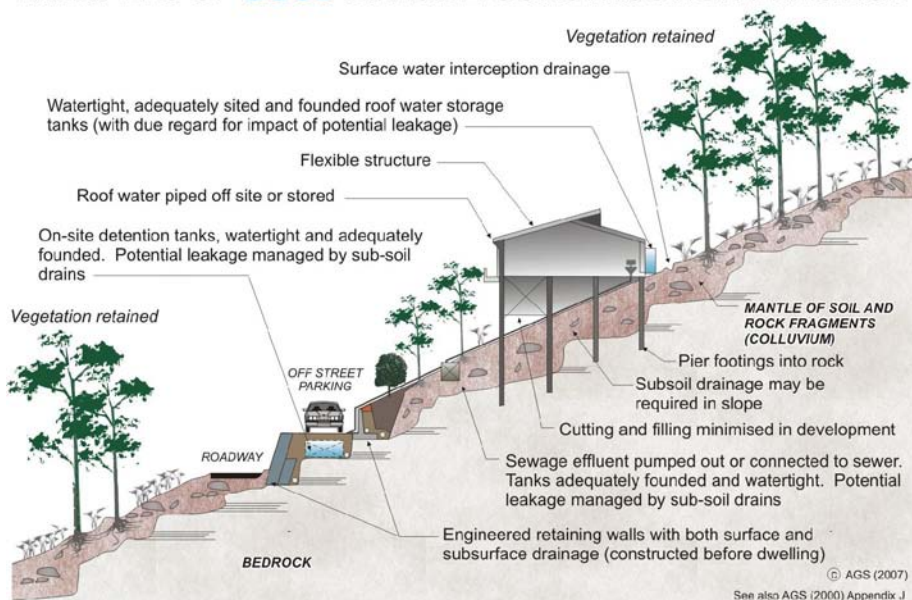 Vegetation retained
Surface water interception drainage
Watertight, adequately sited and founded roof water storage
tanks (with due regard for impact of potential leakage)
Flexible structure
Roof water piped off site or stored
On-site detention tanks, watertight and adequately
founded. Potential leakage managed by sub-soil
drains
Vegetation retained
OFF STREET
PARKING
ROADWAY
MANTLE OF SOIL AND
ROCK FRAGMENTS
(COLLUVIUM)
Pier footings into rock
Subsoil drainage may be
required in slope
Cutting and filling minimised in development
Sewage effluent pumped out or connected to sewer.
Tanks adequately founded and watertight. Potential
leakage managed by sub-soil drains
Engineered retaining walls with both surface and
subsurface drainage (constructed before dwelling)
BEDROCK
© AGS (2007)
See also AGS (2000) Appendix J